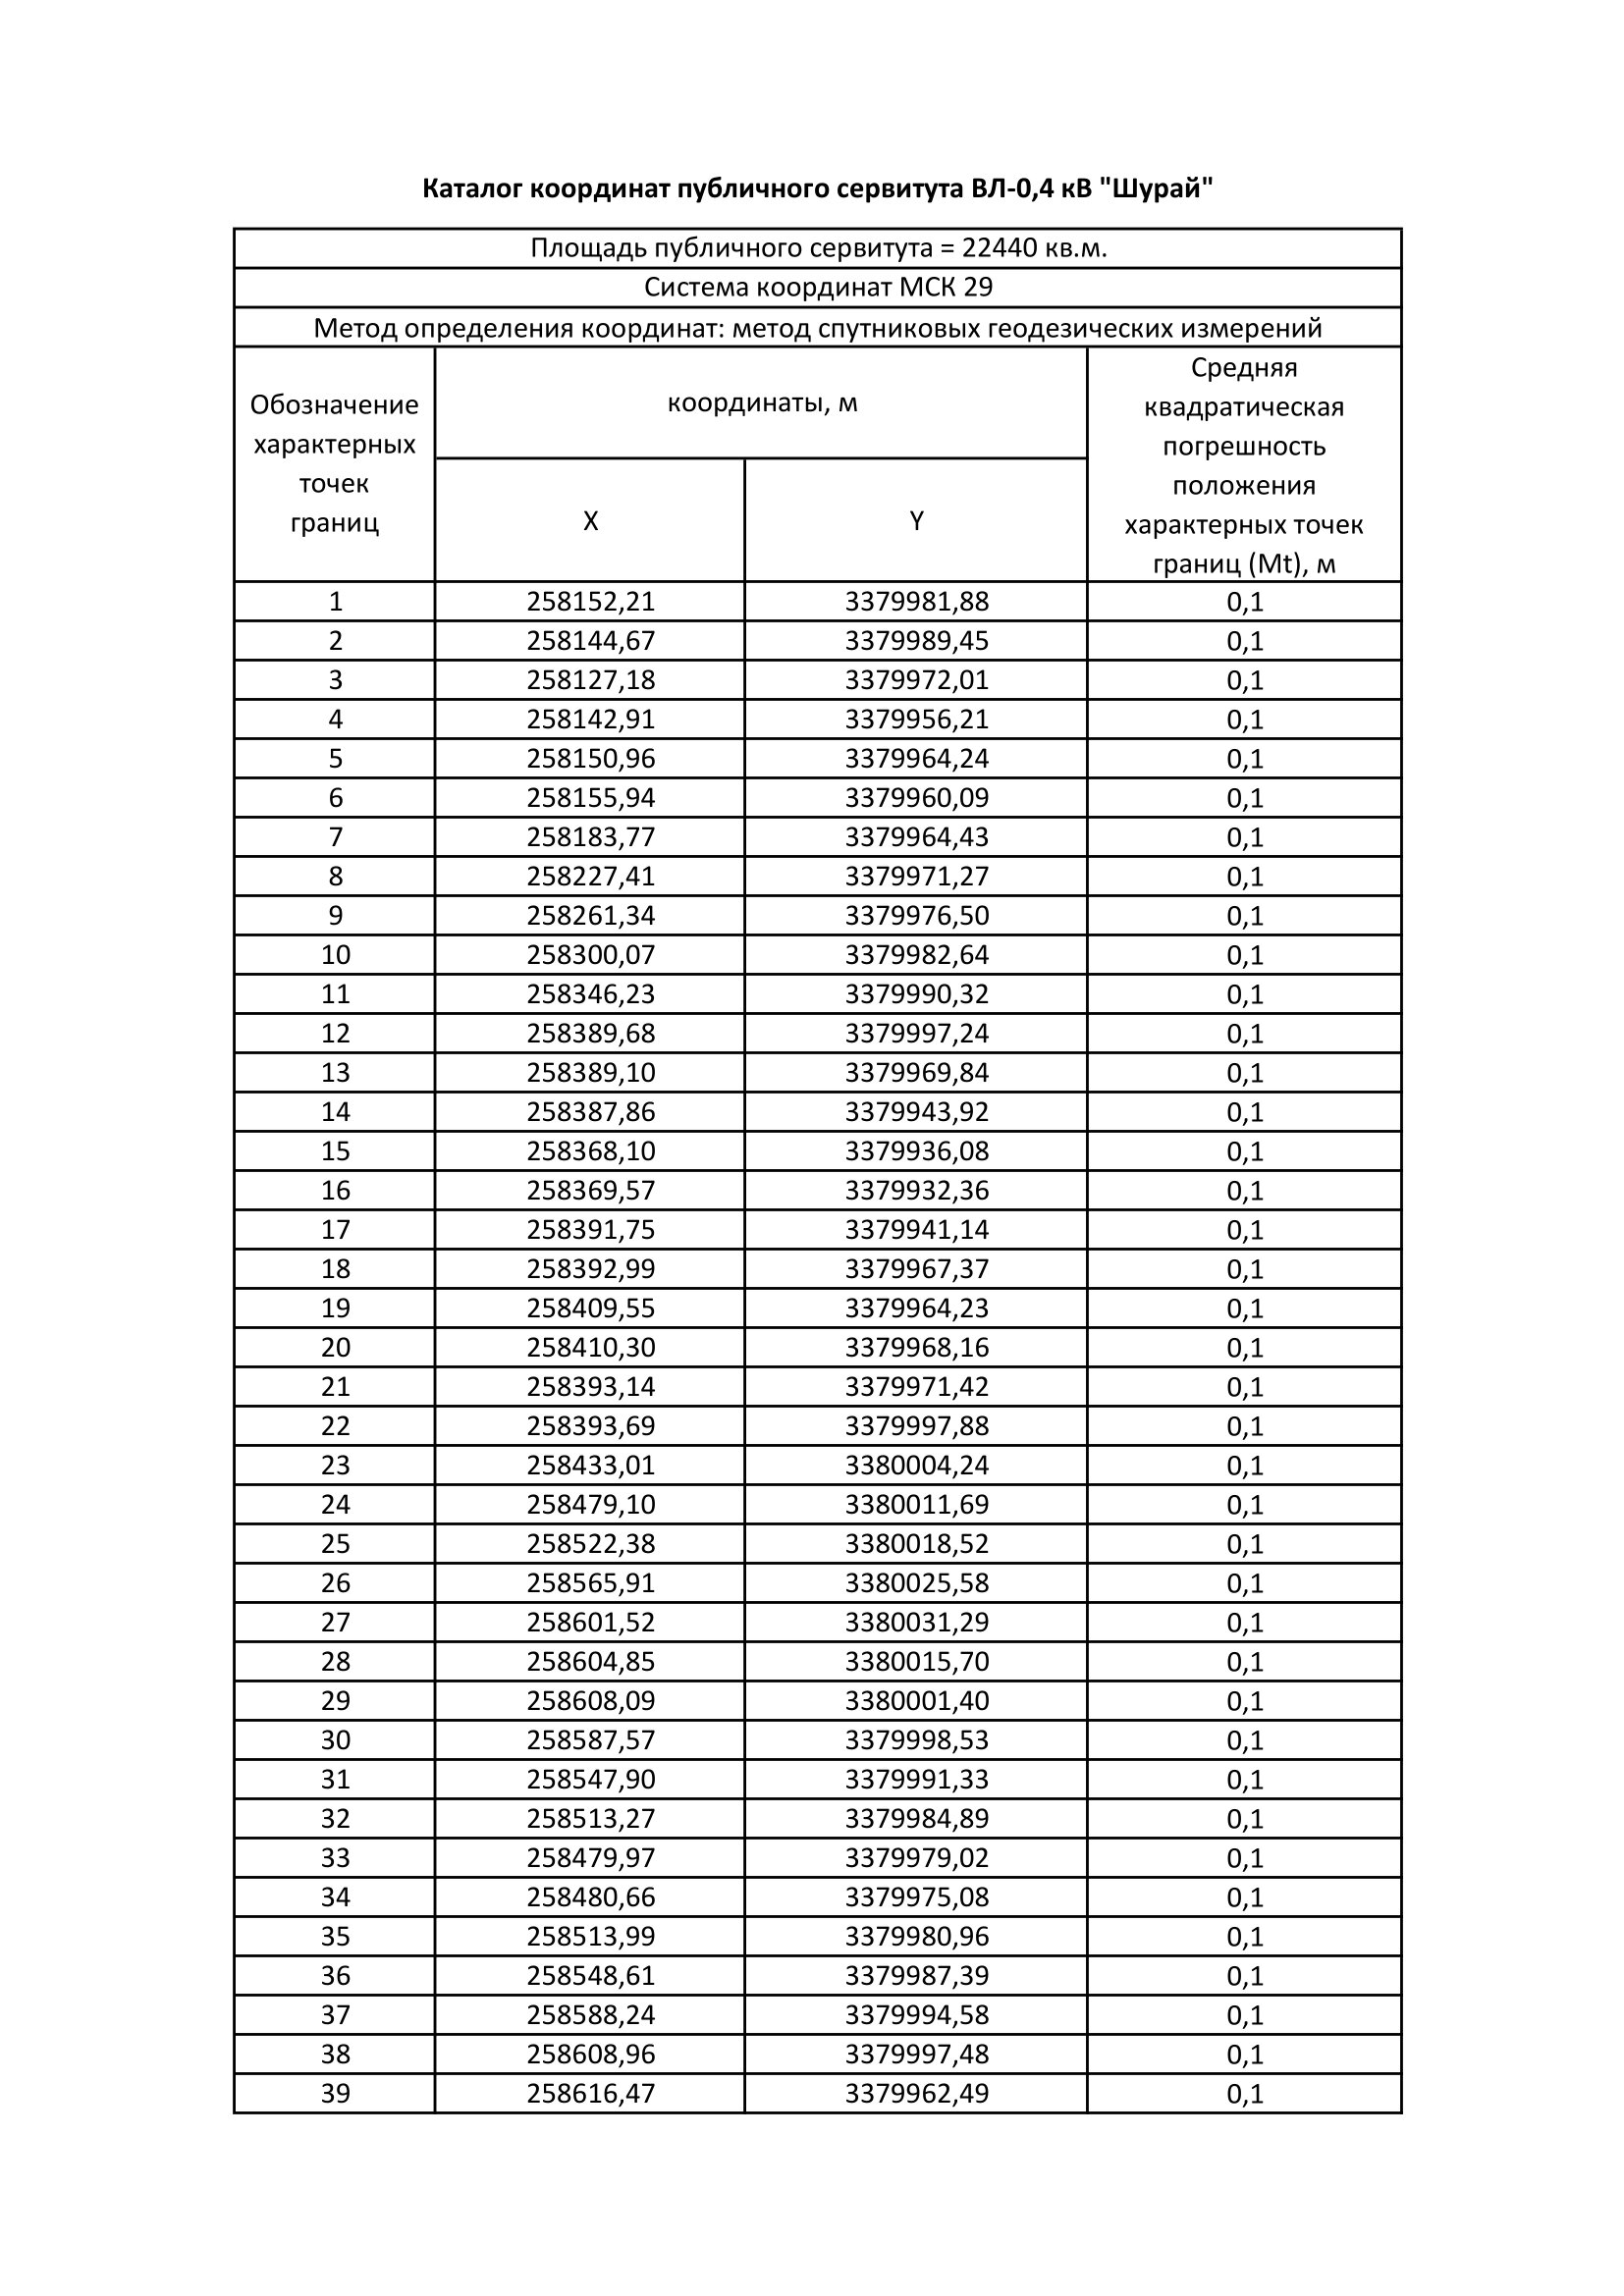 Каталог координат публичного сервитута ВЛ-0,4 кВ "Шурай"
Площадь публичного сервитута = 22440 кв.м.
Система координат МСК 29
Метод определения координат: метод спутниковых геодезических измерений
Обозначение
характерных
точек
границ
координаты, м
X
Y
Средняя
квадратическая
погрешность
положения
характерных точек
границ (Mt), м
1 258152,21 3379981,88 0,1
2 258144,67 3379989,45 0,1
3 258127,18 3379972,01 0,1
4 258142,91 3379956,21 0,1
5 258150,96 3379964,24 0,1
6 258155,94 3379960,09 0,1
7 258183,77 3379964,43 0,1
8 258227,41 3379971,27 0,1
9 258261,34 3379976,50 0,1
10 258300,07 3379982,64 0,1
11 258346,23 3379990,32 0,1
12 258389,68 3379997,24 0,1
13 258389,10 3379969,84 0,1
14 258387,86 3379943,92 0,1
15 258368,10 3379936,08 0,1
16 258369,57 3379932,36 0,1
17 258391,75 3379941,14 0,1
18 258392,99 3379967,37 0,1
19 258409,55 3379964,23 0,1
20 258410,30 3379968,16 0,1
21 258393,14 3379971,42 0,1
22 258393,69 3379997,88 0,1
23 258433,01 3380004,24 0,1
24 258479,10 3380011,69 0,1
25 258522,38 3380018,52 0,1
26 258565,91 3380025,58 0,1
27 258601,52 3380031,29 0,1
28 258604,85 3380015,70 0,1
29 258608,09 3380001,40 0,1
30 258587,57 3379998,53 0,1
31 258547,90 3379991,33 0,1
32 258513,27 3379984,89 0,1
33 258479,97 3379979,02 0,1
34 258480,66 3379975,08 0,1
35 258513,99 3379980,96 0,1
36 258548,61 3379987,39 0,1
37 258588,24 3379994,58 0,1
38 258608,96 3379997,48 0,1
39 258616,47 3379962,49 0,1